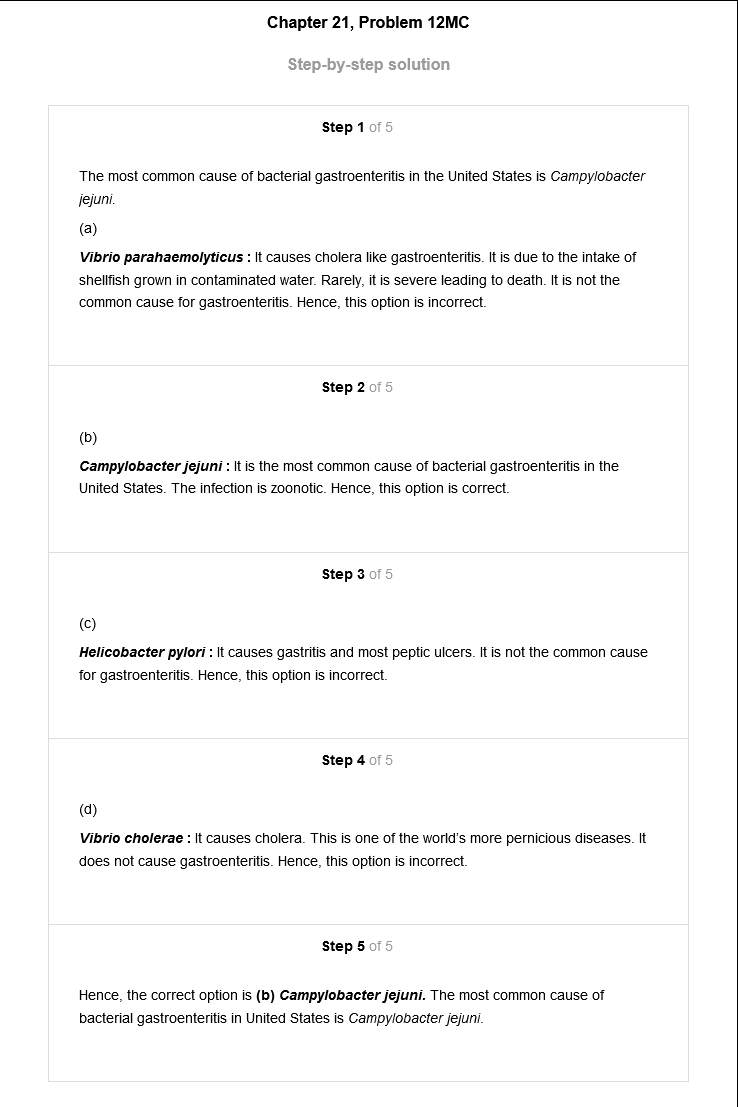 Chapter 21, Problem 12MC
Step-by-step solution
Step 1 of 5
The most common cause of bacterial gastroenteritis in the United States is Campylobacter
jejuni.
(a)
Vibrio parahaemolyticus : It causes cholera like gastroenteritis. It is due to the intake of
shellfish grown in contaminated water. Rarely, it is severe leading to death. It is not the
common cause for gastroenteritis. Hence, this option is incorrect.
Step 2 of 5
(b)
Campylobacter jejuni : It is the most common cause of bacterial gastroenteritis in the
United States. The infection is zoonotic. Hence, this option is correct.
Step 3 of 5
(c)
Helicobacter pylori : It causes gastritis and most peptic ulcers. It is not the common cause
for gastroenteritis. Hence, this option is incorrect.
Step 4 of 5
(d)
Vibrio cholerae : It causes cholera. This is one of the world's more pernicious diseases. It
does not cause gastroenteritis. Hence, this option is incorrect.
Step 5 of 5
Hence, the correct option is (b) Campylobacter jejuni. The most common cause of
bacterial gastroenteritis in United States is Campylobacter jejuni.